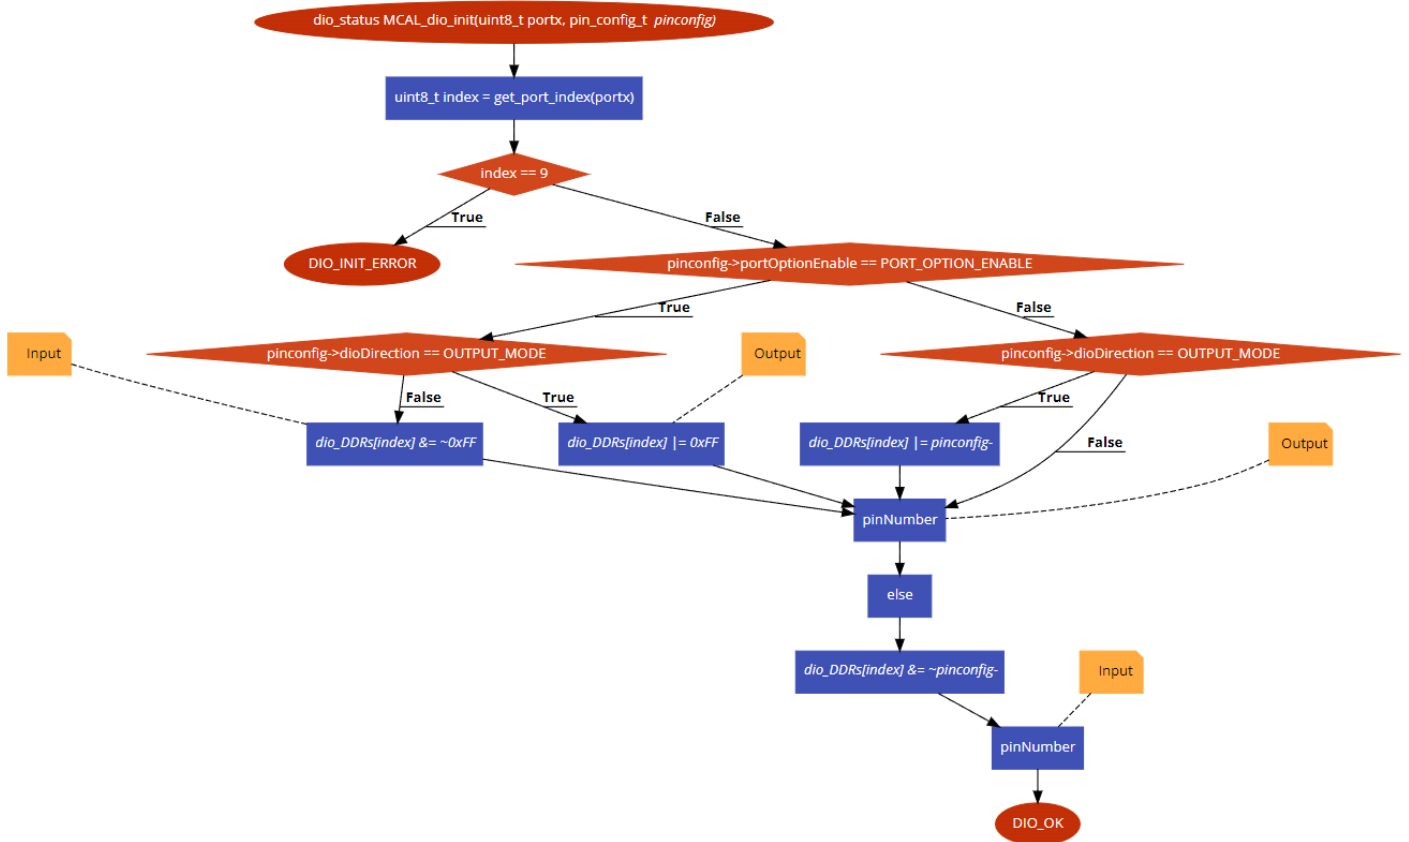 dio_status MCAL_dio_init(uint8_t portx, pin_config_t pinconfig)
uint8_t index = get_port_index(portx)
index == 9
True
False
DIO_INIT_ERROR
pinconfig->portOptionEnable == PORT_OPTION_ENABLE
True
False
Input
pinconfig->dioDirection == OUTPUT_MODE
Output
pinconfig->dioDirection == OUTPUT_MODE
False
True
True
dio_DDRs[index] &= ~0xFF
dio_DDRs[index] |= 0xFF
dio_DDRs[index] |= pinconfig-
False
Output
pinNumber
else
dio_DDRs[index] &= ~pinconfig-
Input
pinNumber
DIO_OK